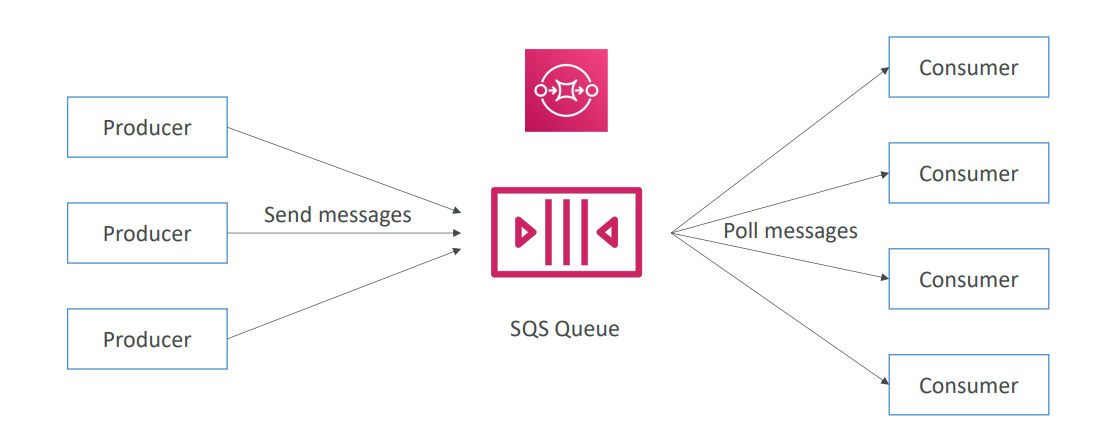 Producer
Producer
Producer
Send messages
SQS Queue
Poll messages
Consumer
Consumer
Consumer
Consumer